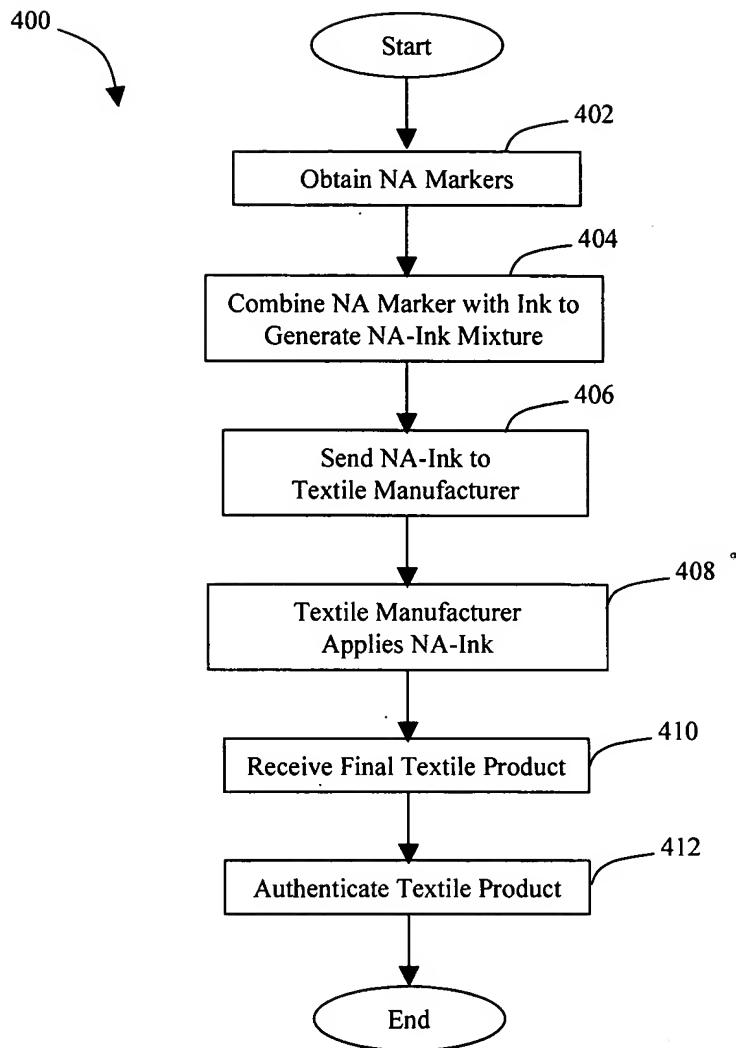 400
Start
402
Obtain NA Markers
404
Combine NA Marker with Ink to
Generate NA-Ink Mixture
406
Send NA-Ink to
Textile Manufacturer
408
Textile Manufacturer
Applies NA-Ink
410
Receive Final Textile Product
412
Authenticate Textile Product
End